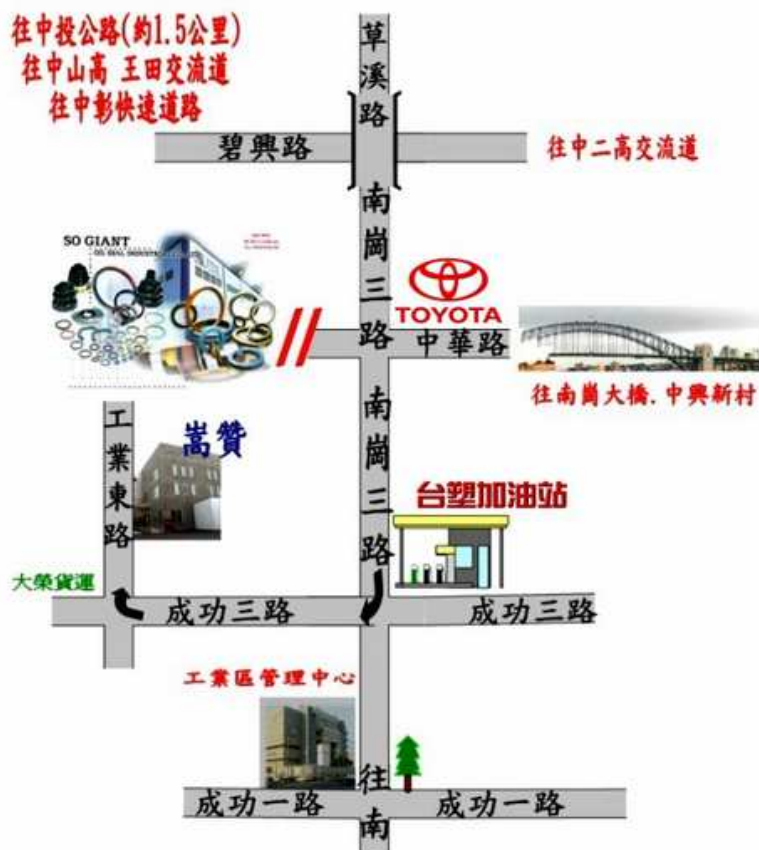 往中投公路(約1.5公里)
往中山高 王田交流道
往中彰快速道路
草溪路
碧興路
往中二高交流道
南崗三路
SO GIANT
TOYOTA
中華路
往南崗大橋.中興新村
工業東路
嵩贊
南崗三路
台塑加油站
大榮貨運
成功三路
成功三路
工業區管理中心
往南
成功一路
成功一路